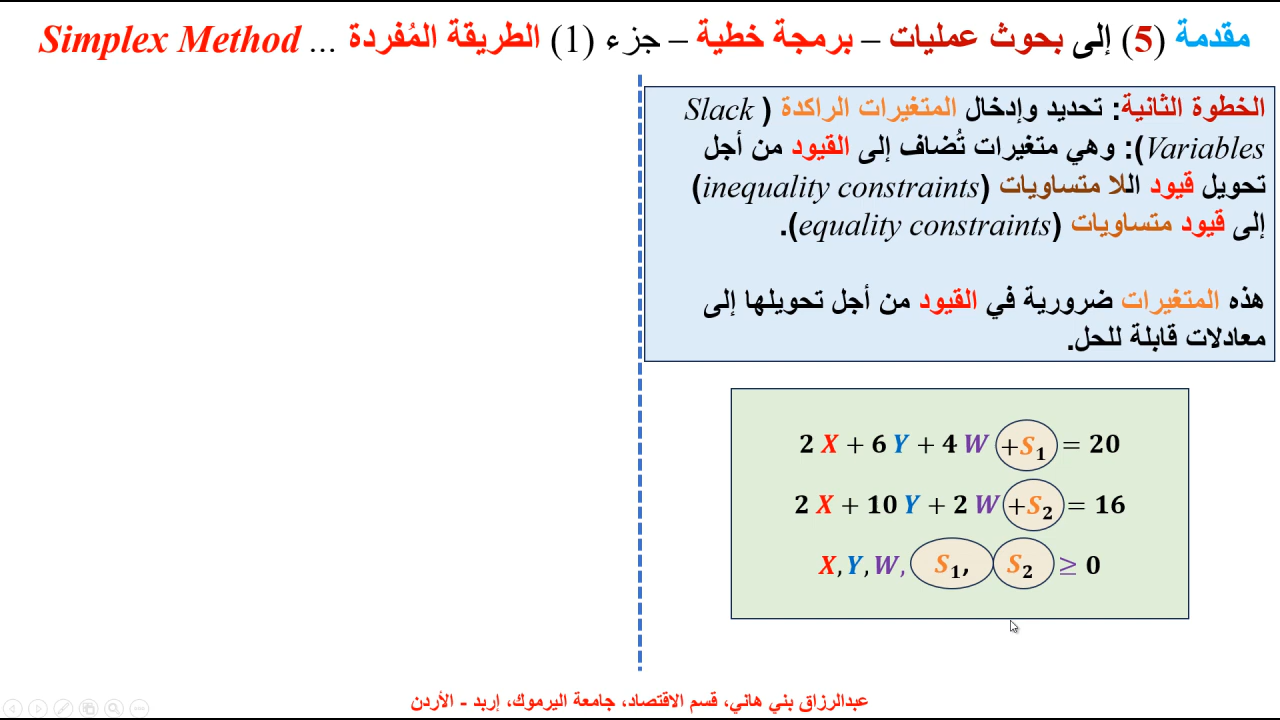 مقدمة (5) إلى بحوث عمليات – برمجة خطية – جزء (1) الطريقة المُفردة ... Simplex Method
الخطوة الثانية: تحديد وإدخال المتغيرات الراكدة (Slack
Variables): وهي متغيرات تُضاف إلى القيود من أجل
تحويل قيود اللا متساويات (inequality constraints)
إلى قيود متساويات (equality constraints).
هذه المتغيرات ضرورية في القيود من أجل تحويلها إلى
معادلات قابلة للحل.
2 X + 6 Y + 4 W +S₁ = 20
2 X + 10 Y + 2 W +S₂ = 16
X, Y, W, S₁, S₂ ≥ 0
عبدالرزاق بني هاني، قسم الاقتصاد، جامعة اليرموك، إربد - الأردن